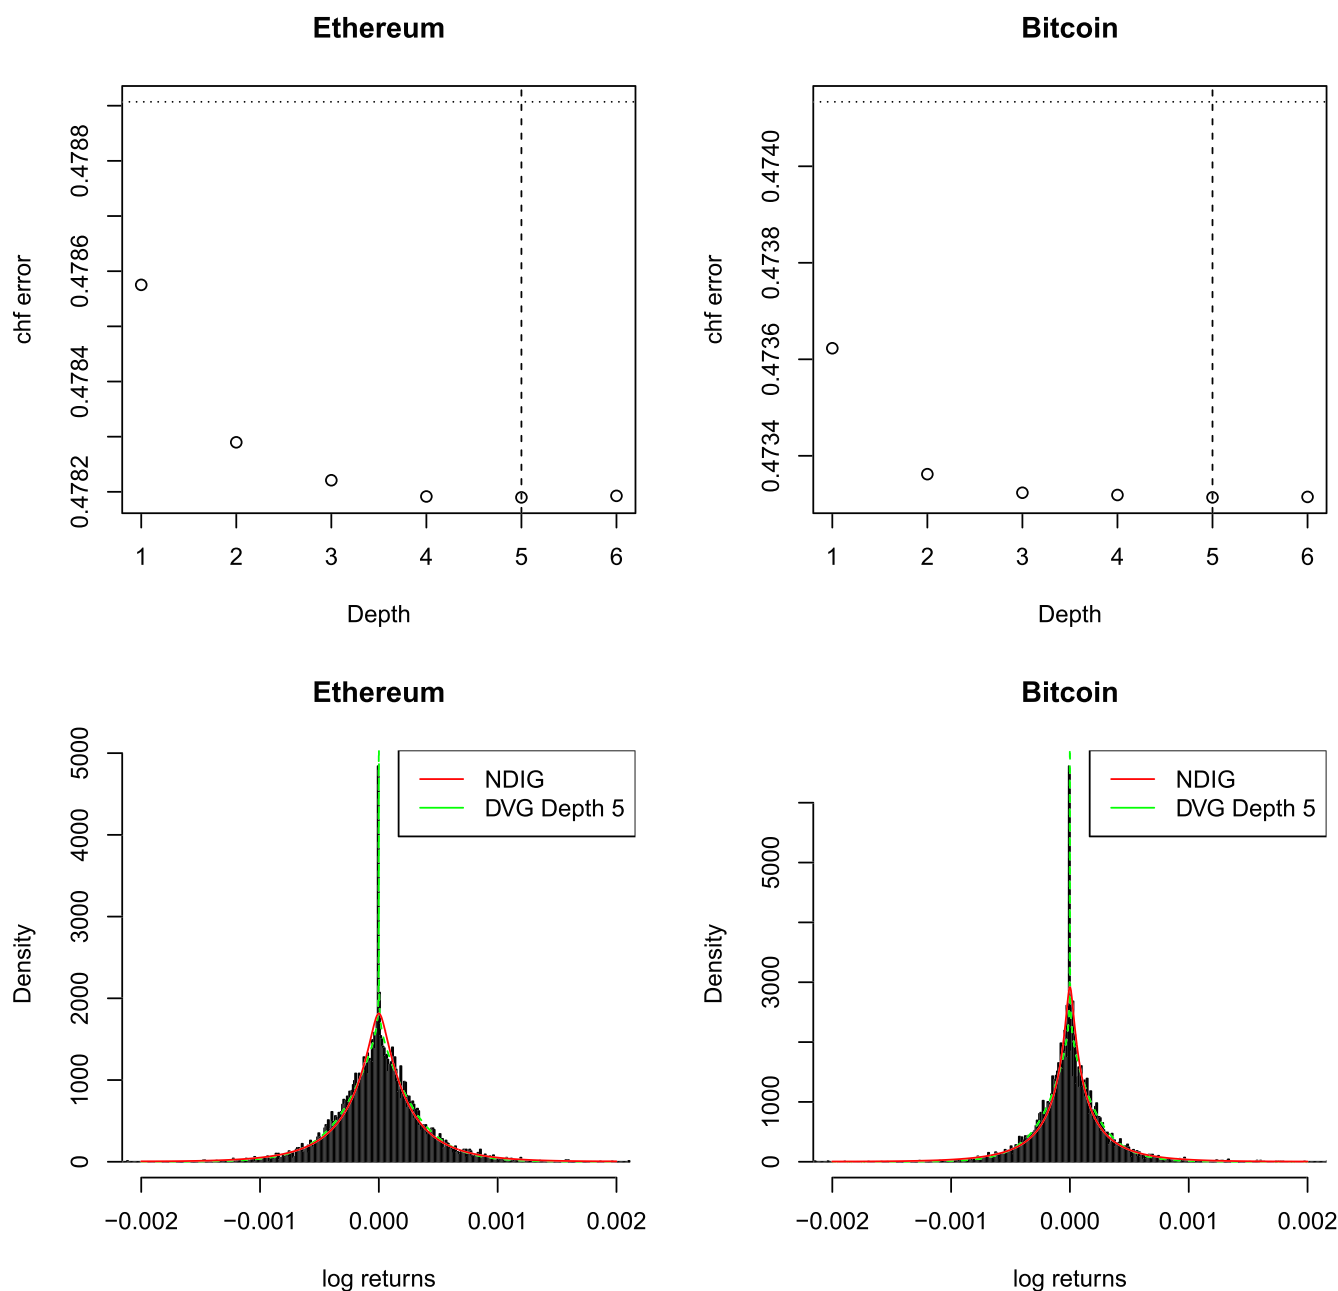 Ethereum
chf error
0.4788
0.4786
0.4784
0.4782
1 2 3 4 5 6
Depth
Bitcoin
chf error
0.4740
0.4738
0.4736
0.4734
1 2 3 4 5 6
Depth
Ethereum
Density
5000
4000
3000
2000
1000
0
NDIG
DVG Depth 5
−0.002 −0.001 0.000 0.001 0.002
log returns
Bitcoin
Density
5000
3000
1000
0
NDIG
DVG Depth 5
−0.002 −0.001 0.000 0.001 0.002
log returns